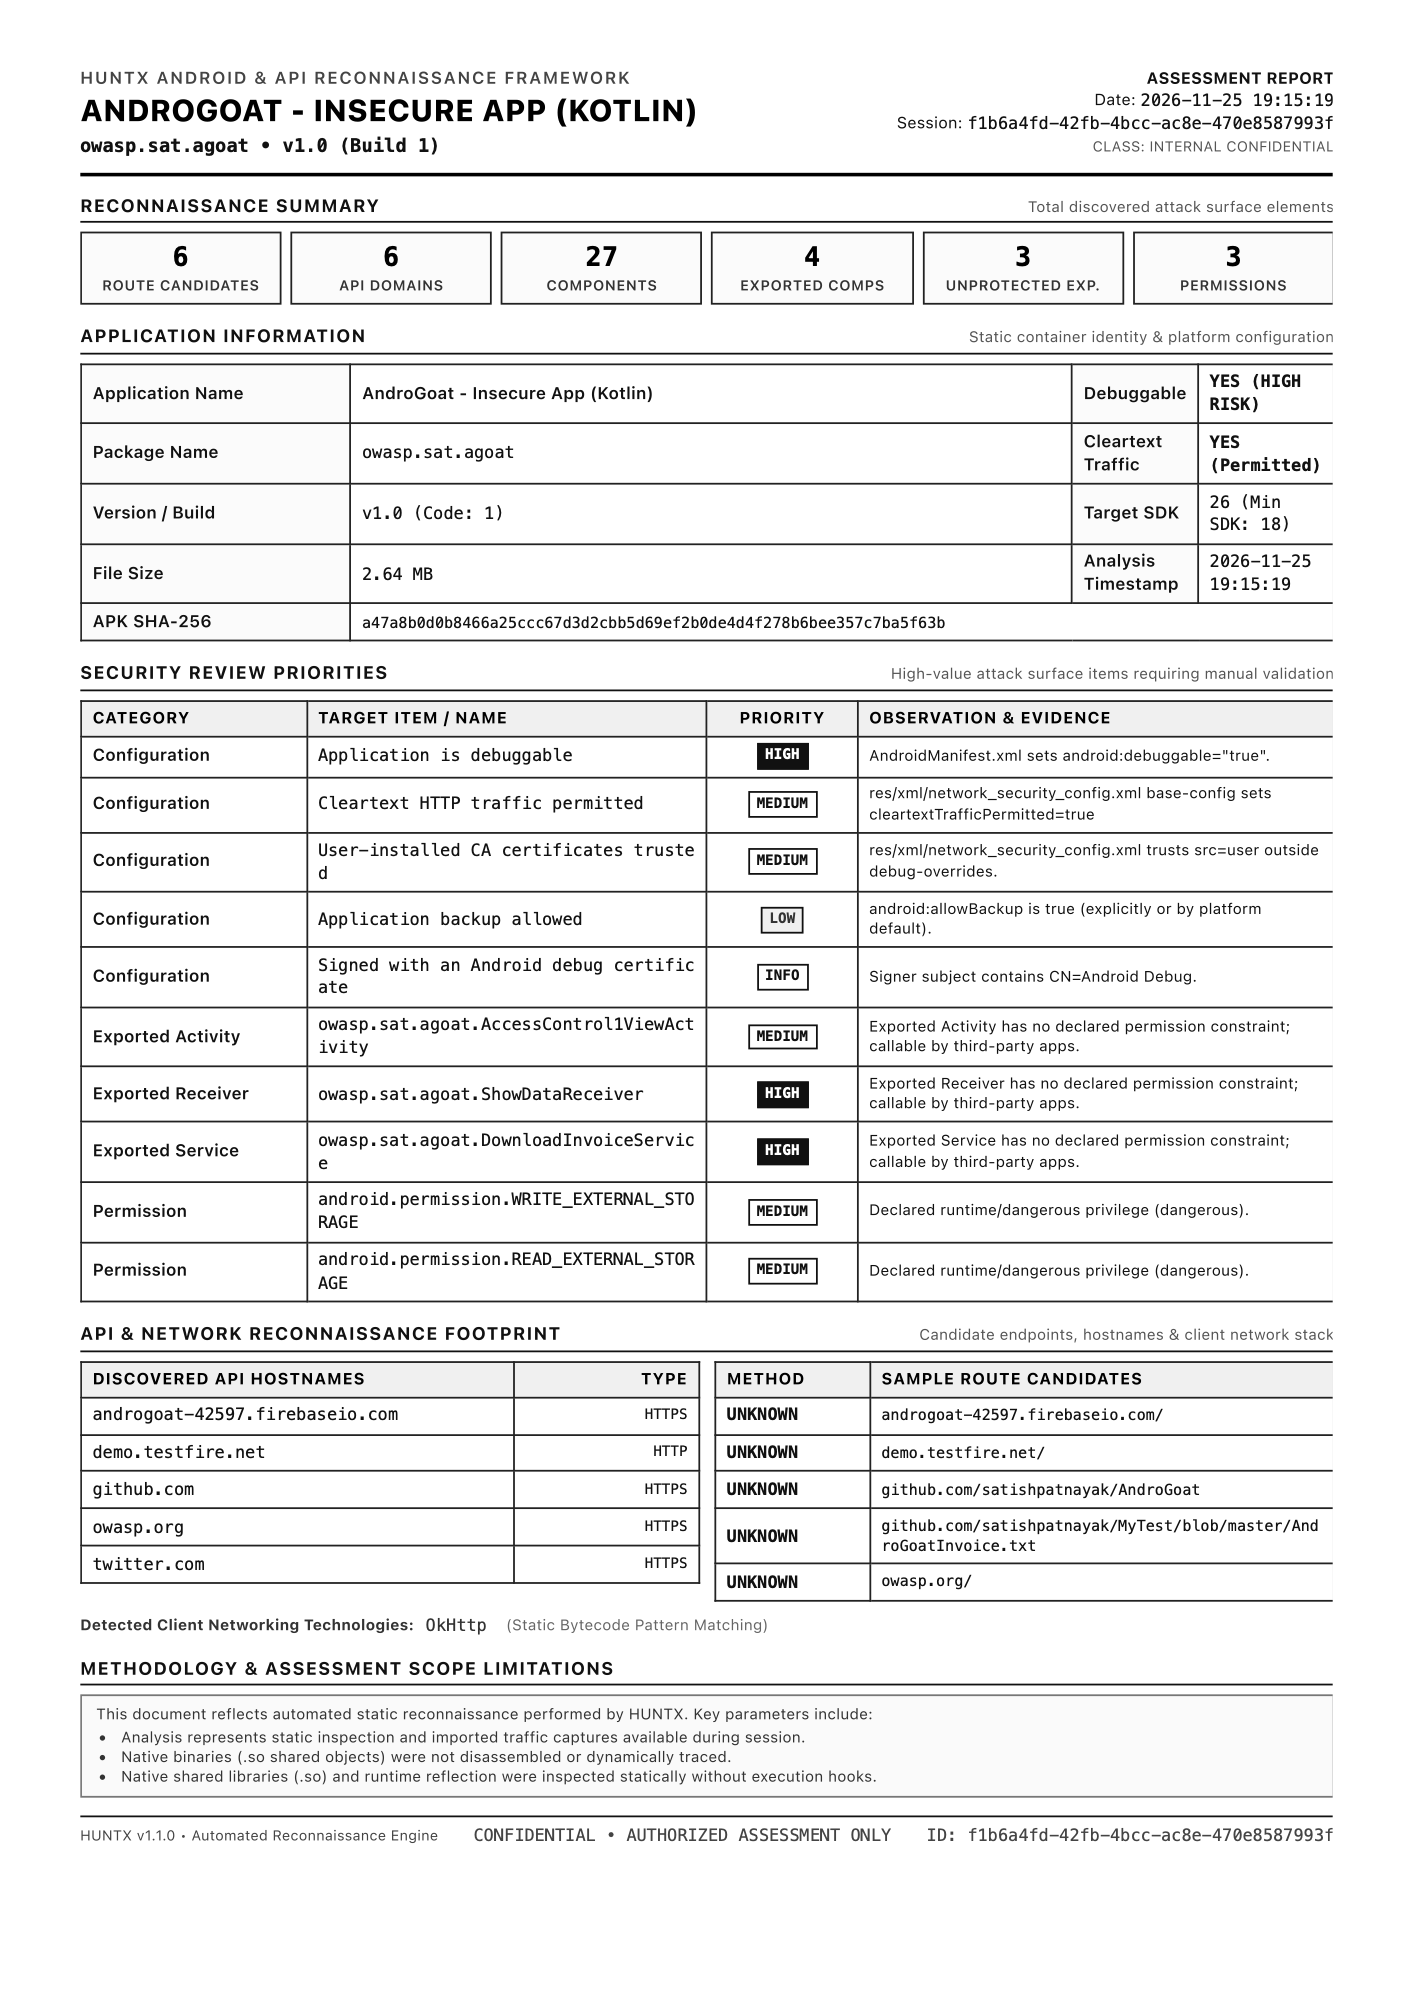 HUNTX ANDROID & API RECONNAISSANCE FRAMEWORK
ANDROGOAT - INSECURE APP (KOTLIN)
owasp.sat.agoat • v1.0 (Build 1)
ASSESSMENT REPORT
Date: 2026-11-25 19:15:19
Session: f1b6a4fd-42fb-4bcc-ac8e-470e8587993f
CLASS: INTERNAL CONFIDENTIAL
RECONNAISSANCE SUMMARY
Total discovered attack surface elements
6
ROUTE CANDIDATES
6
API DOMAINS
27
COMPONENTS
4
EXPORTED COMPS
3
UNPROTECTED EXP.
3
PERMISSIONS
APPLICATION INFORMATION
Static container identity & platform configuration
Application Name
AndroGoat - Insecure App (Kotlin)
Debuggable
YES (HIGH
RISK)
Package Name
owasp.sat.agoat
Cleartext
Traffic
YES
(Permitted)
Version / Build
v1.0 (Code: 1)
Target SDK
26 (Min
SDK: 18)
File Size
2.64 MB
Analysis
Timestamp
2026-11-25
19:15:19
APK SHA-256
a47a8b0d0b8466a25ccc67d3d2cbb5d69ef2b0de4d4f278b6bee357c7ba5f63b
SECURITY REVIEW PRIORITIES
High-value attack surface items requiring manual validation
CATEGORY
TARGET ITEM / NAME
PRIORITY
OBSERVATION & EVIDENCE
Configuration
Application is debuggable
HIGH
AndroidManifest.xml sets android:debuggable="true".
Configuration
Cleartext HTTP traffic permitted
MEDIUM
res/xml/network_security_config.xml base-config sets
cleartextTrafficPermitted=true
Configuration
User-installed CA certificates truste
d
MEDIUM
res/xml/network_security_config.xml trusts src=user outside
debug-overrides.
Configuration
Application backup allowed
LOW
android:allowBackup is true (explicitly or by platform
default).
Configuration
Signed with an Android debug certific
ate
INFO
Signer subject contains CN=Android Debug.
Exported Activity
owasp.sat.agoat.AccessControl1ViewAct
ivity
MEDIUM
Exported Activity has no declared permission constraint;
callable by third-party apps.
Exported Receiver
owasp.sat.agoat.ShowDataReceiver
HIGH
Exported Receiver has no declared permission constraint;
callable by third-party apps.
Exported Service
owasp.sat.agoat.DownloadInvoiceServic
e
HIGH
Exported Service has no declared permission constraint;
callable by third-party apps.
Permission
android.permission.WRITE_EXTERNAL_STO
RAGE
MEDIUM
Declared runtime/dangerous privilege (dangerous).
Permission
android.permission.READ_EXTERNAL_STOR
AGE
MEDIUM
Declared runtime/dangerous privilege (dangerous).
API & NETWORK RECONNAISSANCE FOOTPRINT
Candidate endpoints, hostnames & client network stack
DISCOVERED API HOSTNAMES
TYPE
androgoat-42597.firebaseio.com
HTTPS
demo.testfire.net
HTTP
github.com
HTTPS
owasp.org
HTTPS
twitter.com
HTTPS
METHOD
SAMPLE ROUTE CANDIDATES
UNKNOWN
androgoat-42597.firebaseio.com/
UNKNOWN
demo.testfire.net/
UNKNOWN
github.com/satishpatnayak/AndroGoat
UNKNOWN
github.com/satishpatnayak/MyTest/blob/master/And
roGoatInvoice.txt
UNKNOWN
owasp.org/
Detected Client Networking Technologies: OkHttp (Static Bytecode Pattern Matching)
METHODOLOGY & ASSESSMENT SCOPE LIMITATIONS
This document reflects automated static reconnaissance performed by HUNTX. Key parameters include:
• Analysis represents static inspection and imported traffic captures available during session.
• Native binaries (.so shared objects) were not disassembled or dynamically traced.
• Native shared libraries (.so) and runtime reflection were inspected statically without execution hooks.
HUNTX v1.1.0 • Automated Reconnaissance Engine
CONFIDENTIAL • AUTHORIZED ASSESSMENT ONLY
ID: f1b6a4fd-42fb-4bcc-ac8e-470e8587993f